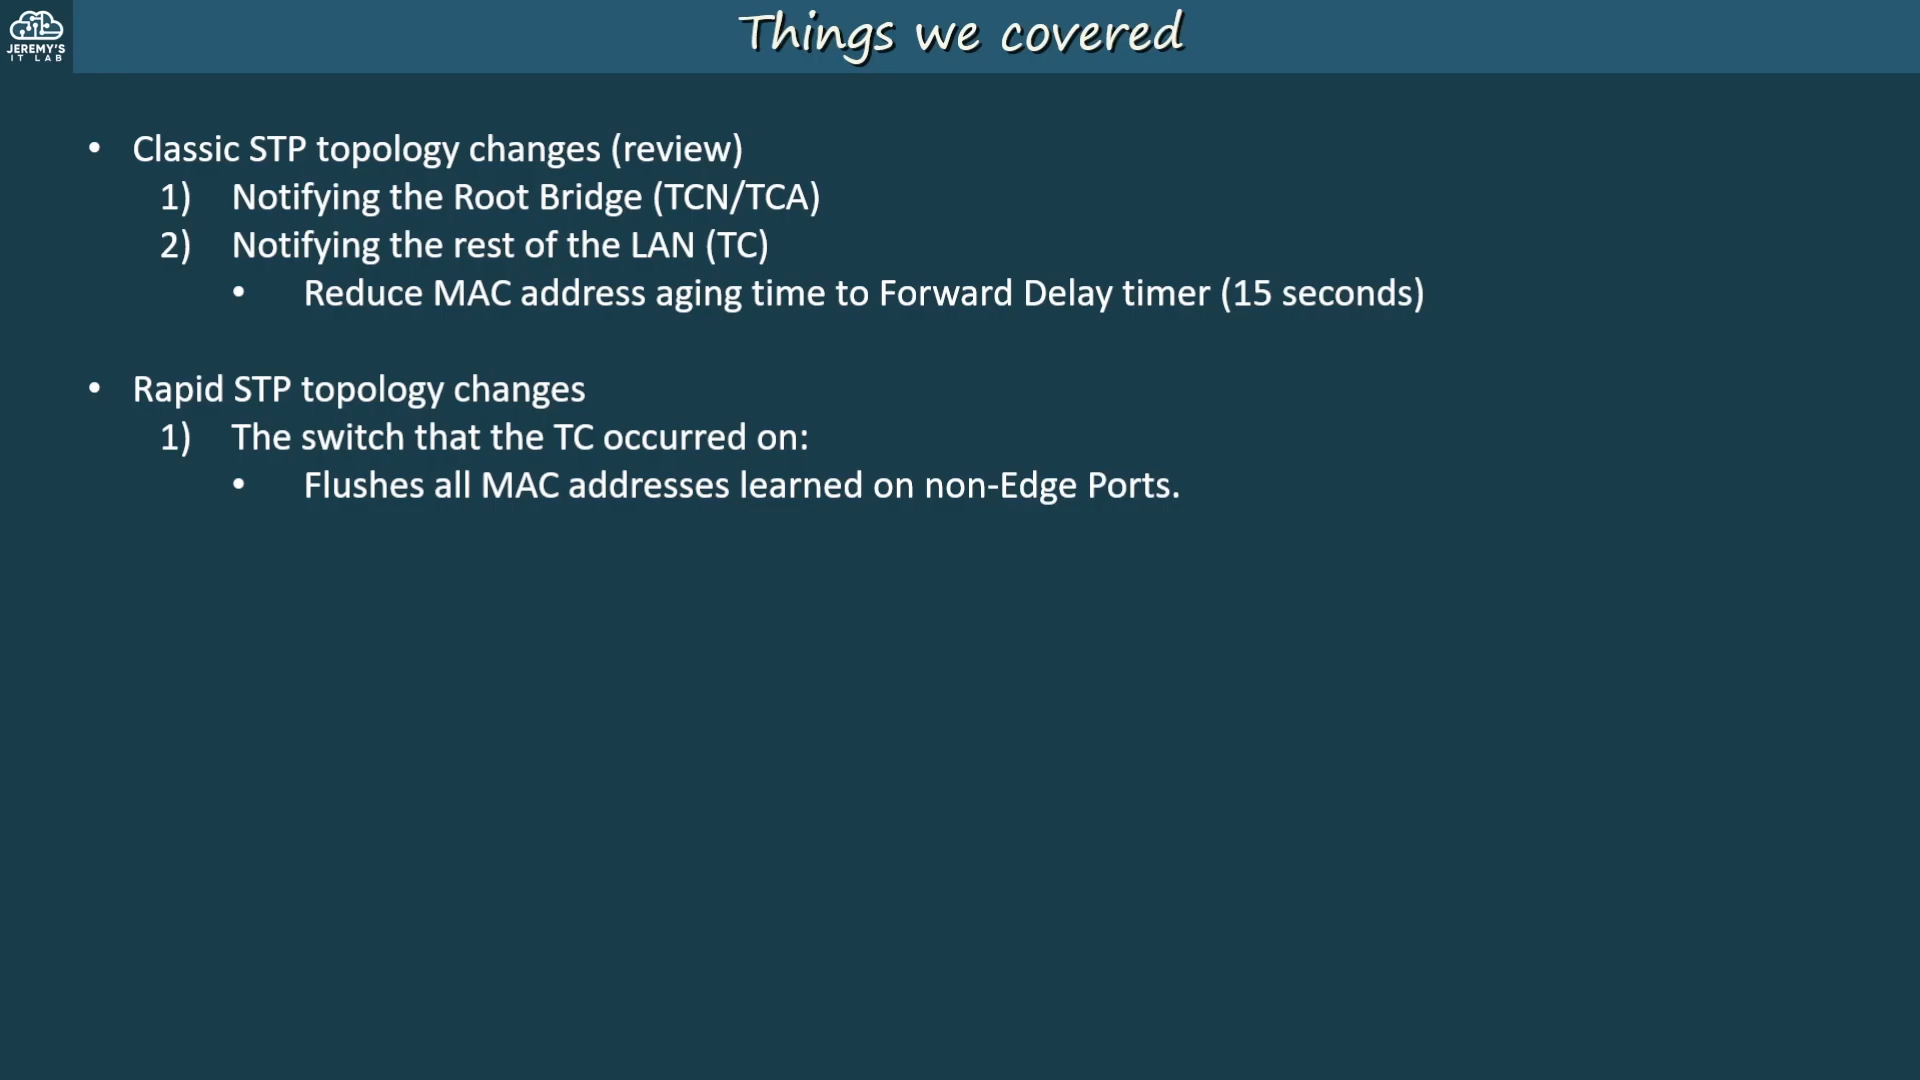 JEREMY'S
IT LAB
Things we covered
• Classic STP topology changes (review)
1) Notifying the Root Bridge (TCN/TCA)
2) Notifying the rest of the LAN (TC)
• Reduce MAC address aging time to Forward Delay timer (15 seconds)
• Rapid STP topology changes
1) The switch that the TC occurred on:
• Flushes all MAC addresses learned on non-Edge Ports.